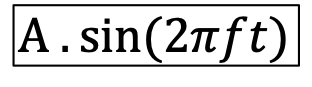 A . sin(2πft)